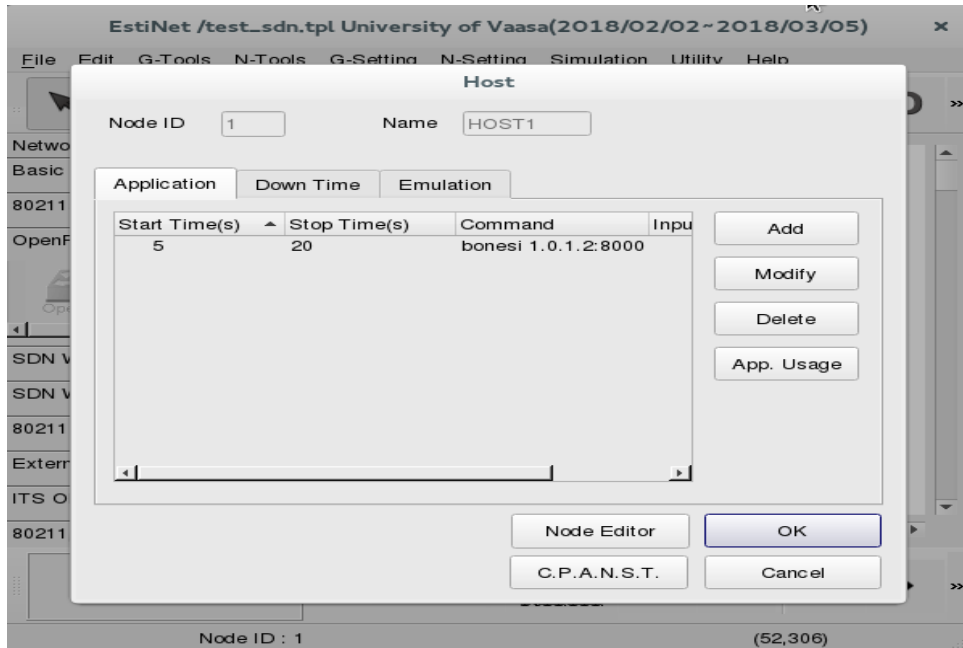 EstiNet /test_sdn.tpl University of Vaasa(2018/02/02~2018/03/05)
File Edit G-Tools N-Tools G-Setting N-Setting Simulation Utility Help
Host
Node ID 1 Name HOST1
Netwo
Basic
80211
OpenF
Ope
SDN W
SDN W
80211
Extern
ITS O
80211
Application Down Time Emulation
Start Time(s) Stop Time(s) Command Inpu
5 20 bonesi 1.0.1.2:8000
Add
Modify
Delete
App. Usage
Node Editor OK
C.P.A.N.S.T. Cancel
Node ID : 1 (52,306)